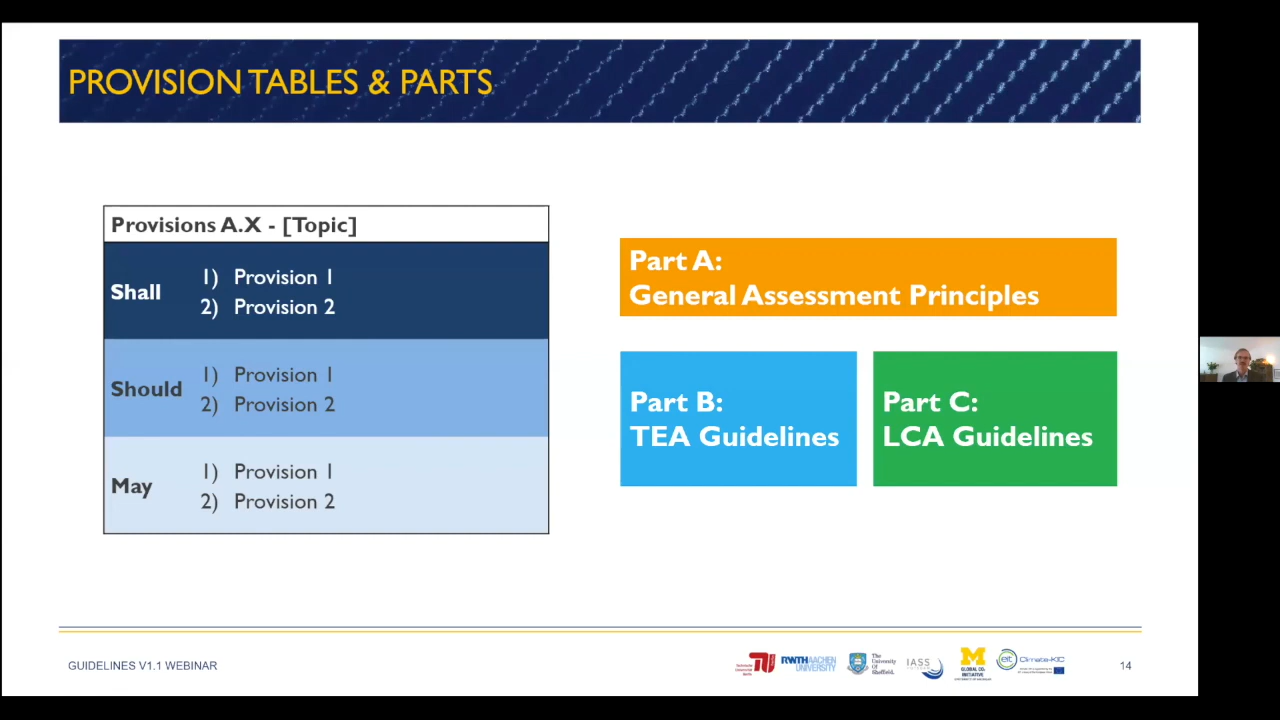 PROVISION TABLES & PARTS
Provisions A.X - [Topic]
Shall
1) Provision 1
2) Provision 2
Should
1) Provision 1
2) Provision 2
May
1) Provision 1
2) Provision 2
Part A:
General Assessment Principles
Part B:
TEA Guidelines
Part C:
LCA Guidelines
GUIDELINES V1.1 WEBINAR
RWTHAACHEN
UNIVERSITY
The
University
Of
Sheffield.
IASS
M
GLOBAL CO2
INITIATIVE
eit
Climate-KIC
14